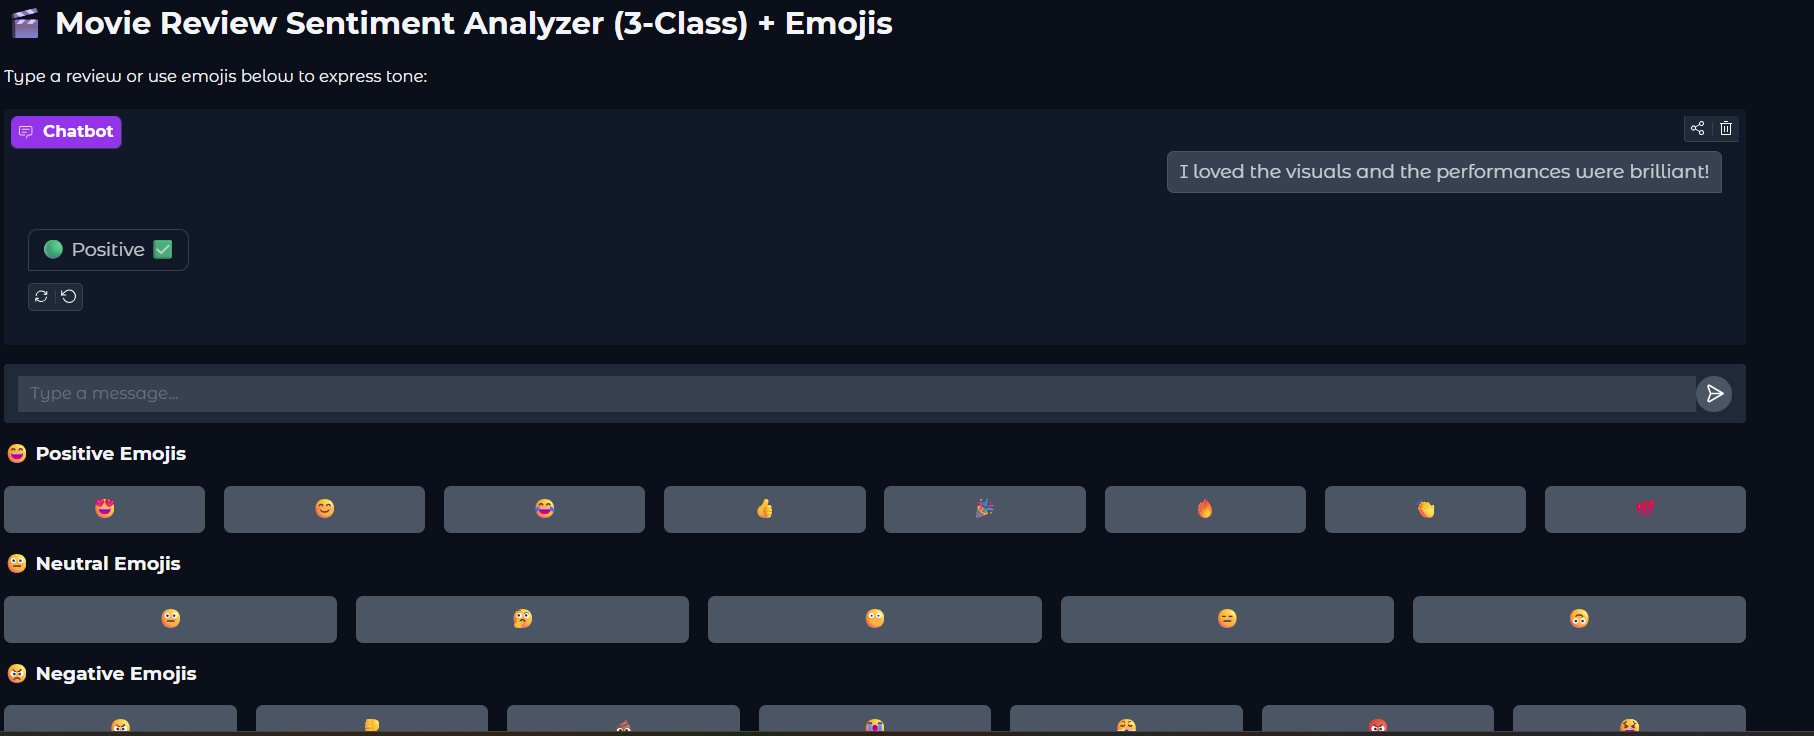 🎬 Movie Review Sentiment Analyzer (3-Class) + Emojis
Type a review or use emojis below to express tone:
Chatbot
I loved the visuals and the performances were brilliant!
🟢 Positive ✅
Type a message...
😄 Positive Emojis
😍 😊 😂 👍 🎉 🔥 👏 💯
😐 Neutral Emojis
😐 🤔 😶 😑 🙃
😠 Negative Emojis